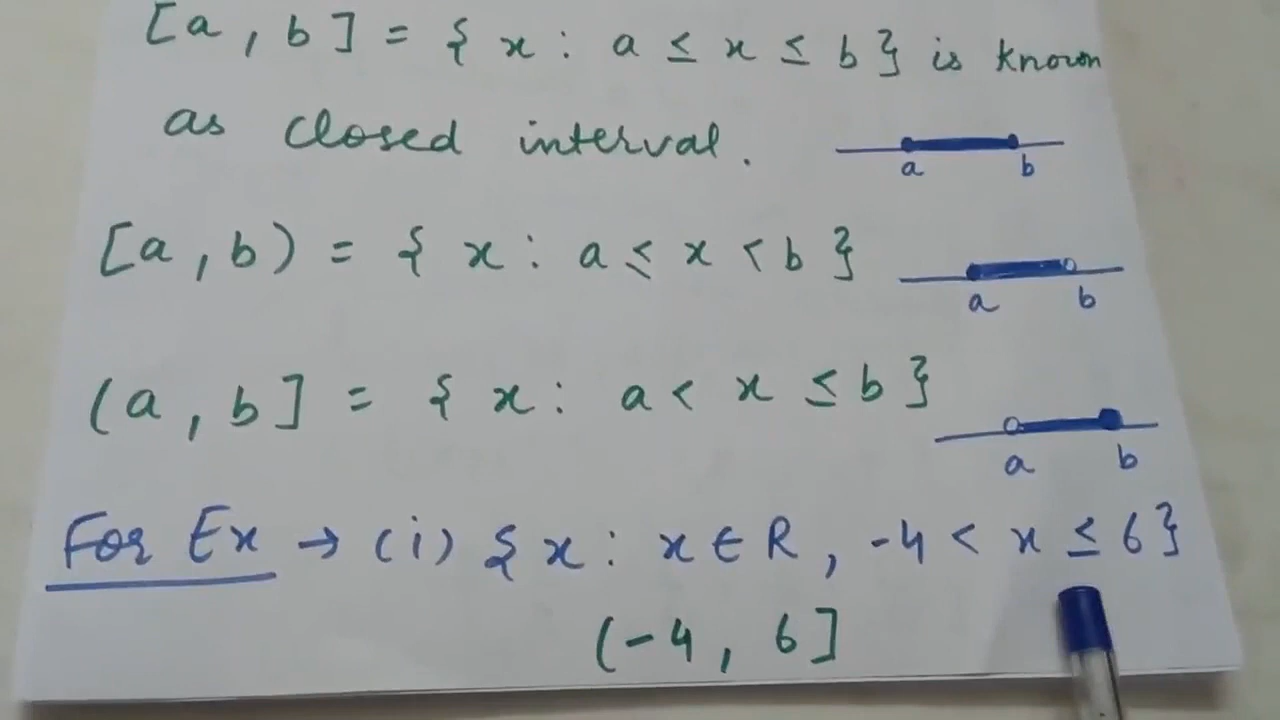 [a, b] = { x : a ≤ x ≤ b} is known
as closed interval.
a b
[a, b) = { x : a ≤ x < b }
a b
(a, b] = { x : a < x ≤ b }
a b
For Ex → (i) {x : x ∈ R, -4 < x ≤ 6}
(-4, 6]